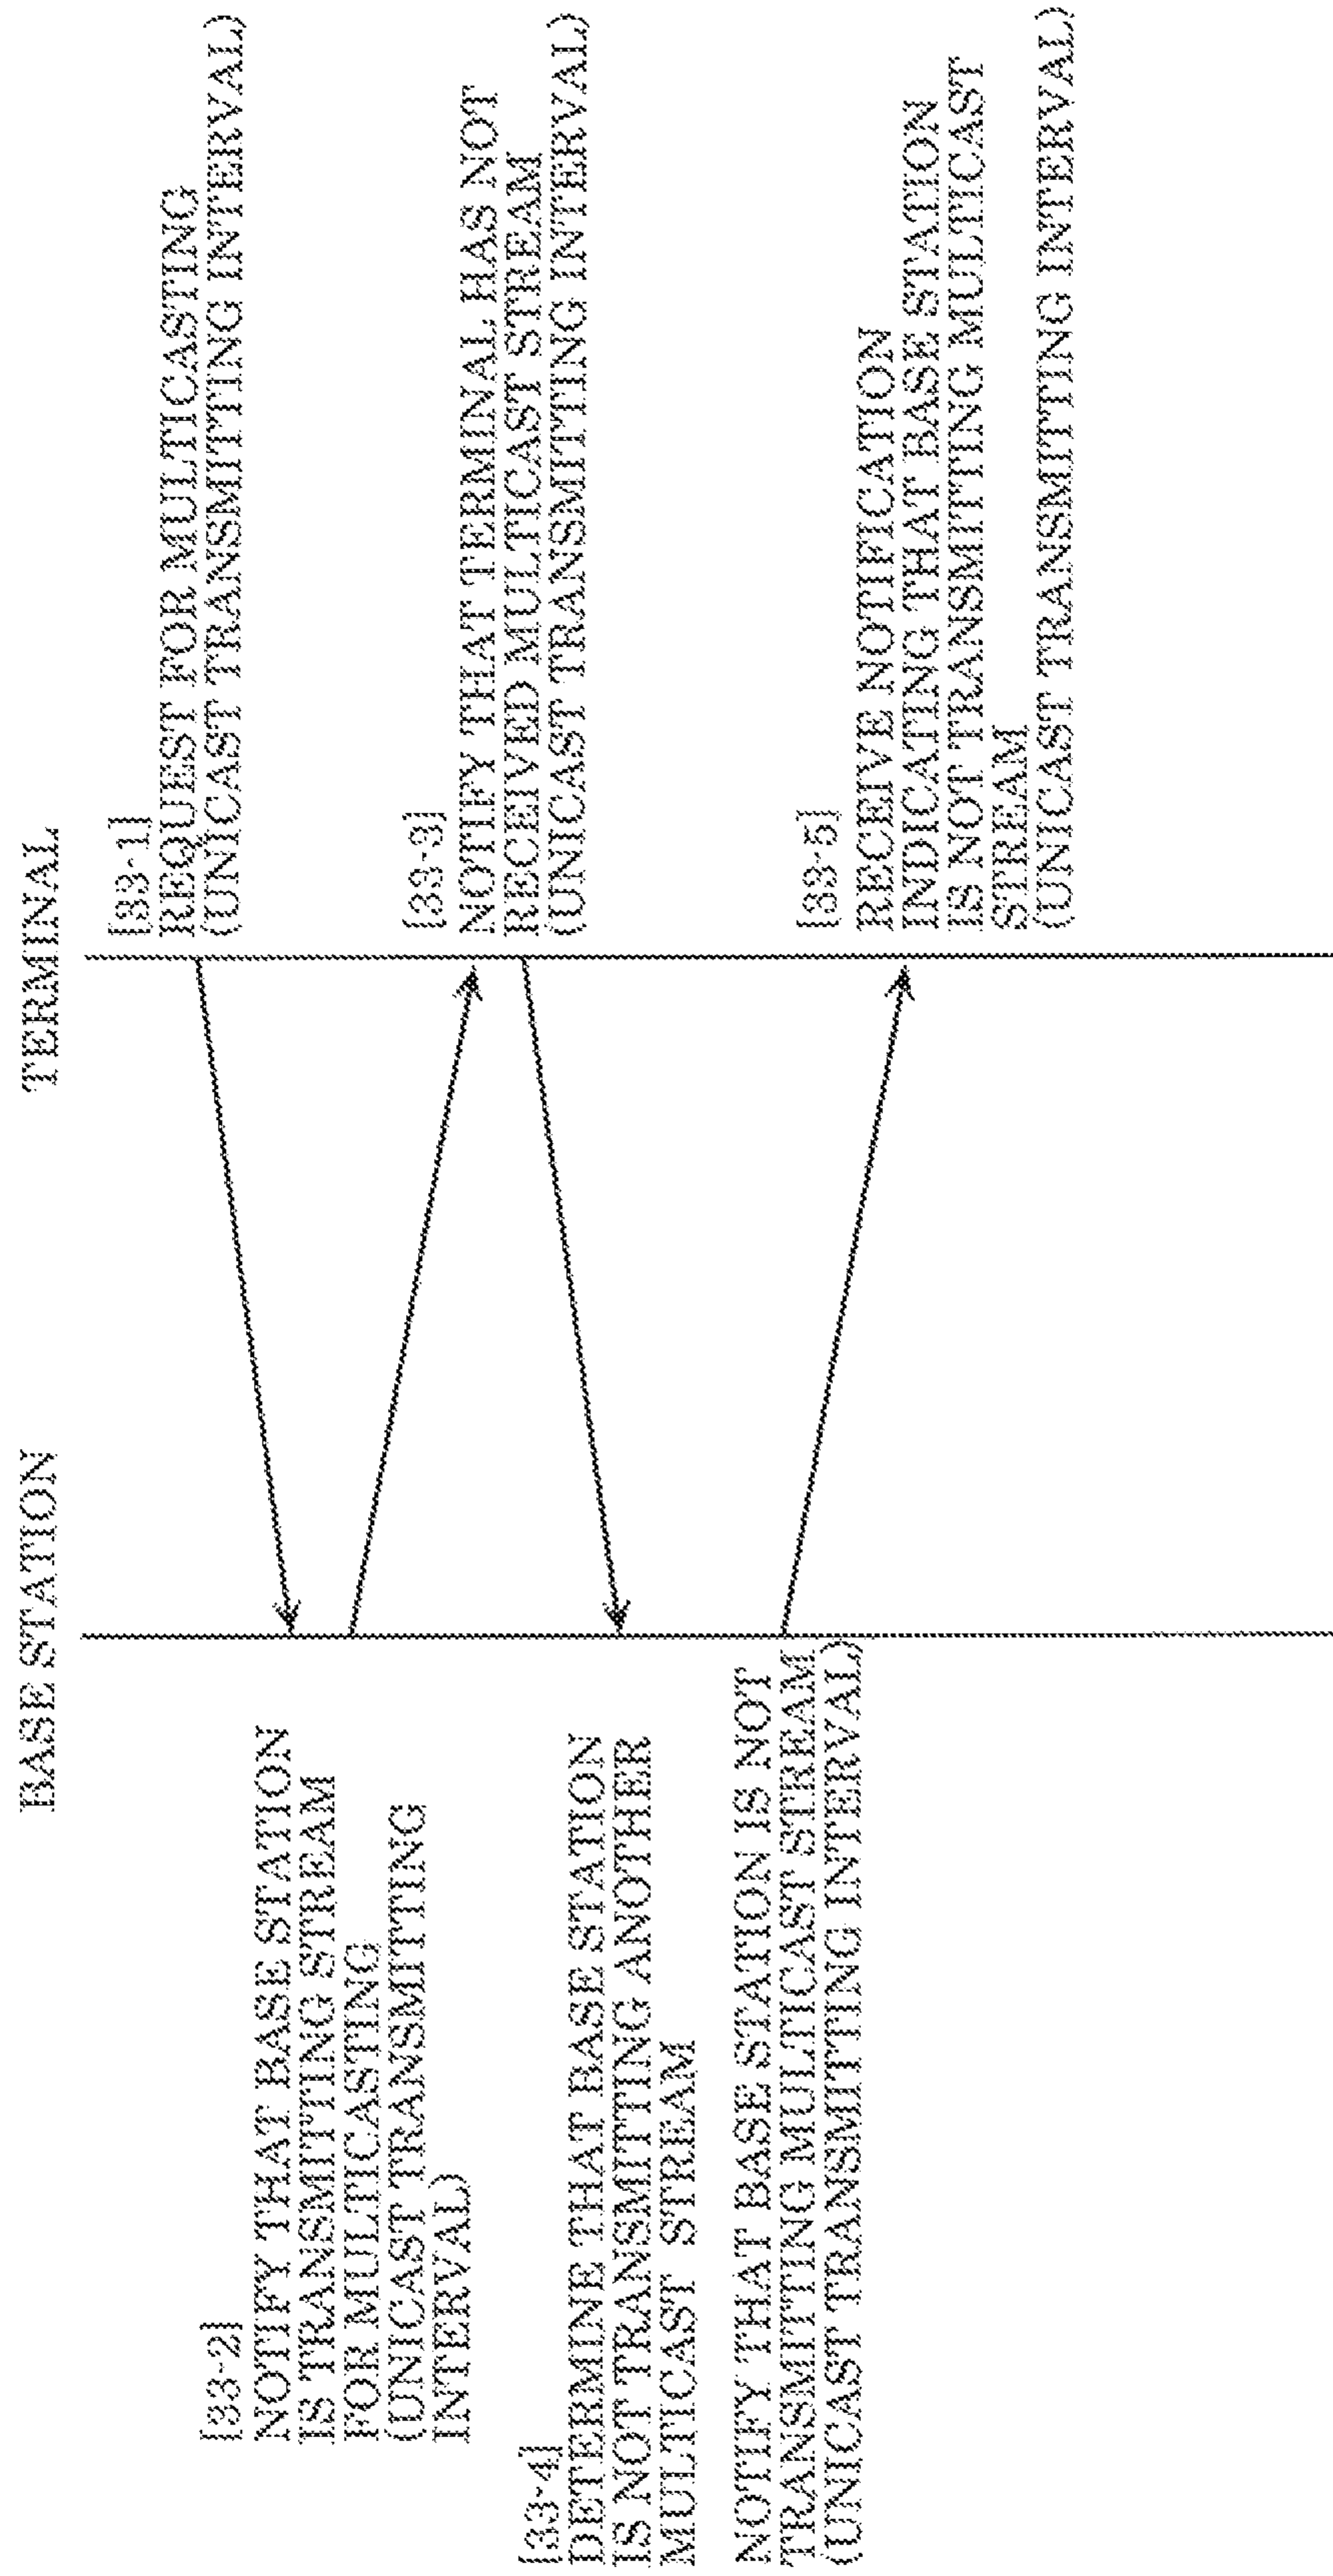 BASE STATION
TERMINAL
[33-1]
REQUEST FOR MULTICASTING
(UNICAST TRANSMITTING INTERVAL)
[33-2]
NOTIFY THAT BASE STATION
IS TRANSMITTING STREAM
FOR MULTICASTING
(UNICAST TRANSMITTING
INTERVAL)
[33-3]
NOTIFY THAT TERMINAL HAS NOT
RECEIVED MULTICAST STREAM
(UNICAST TRANSMITTING INTERVAL)
[33-4]
DETERMINE THAT BASE STATION
IS NOT TRANSMITTING ANOTHER
MULTICAST STREAM
NOTIFY THAT BASE STATION IS NOT
TRANSMITTING MULTICAST STREAM
(UNICAST TRANSMITTING INTERVAL)
[33-5]
RECEIVE NOTIFICATION
INDICATING THAT BASE STATION
IS NOT TRANSMITTING MULTICAST
STREAM
(UNICAST TRANSMITTING INTERVAL)